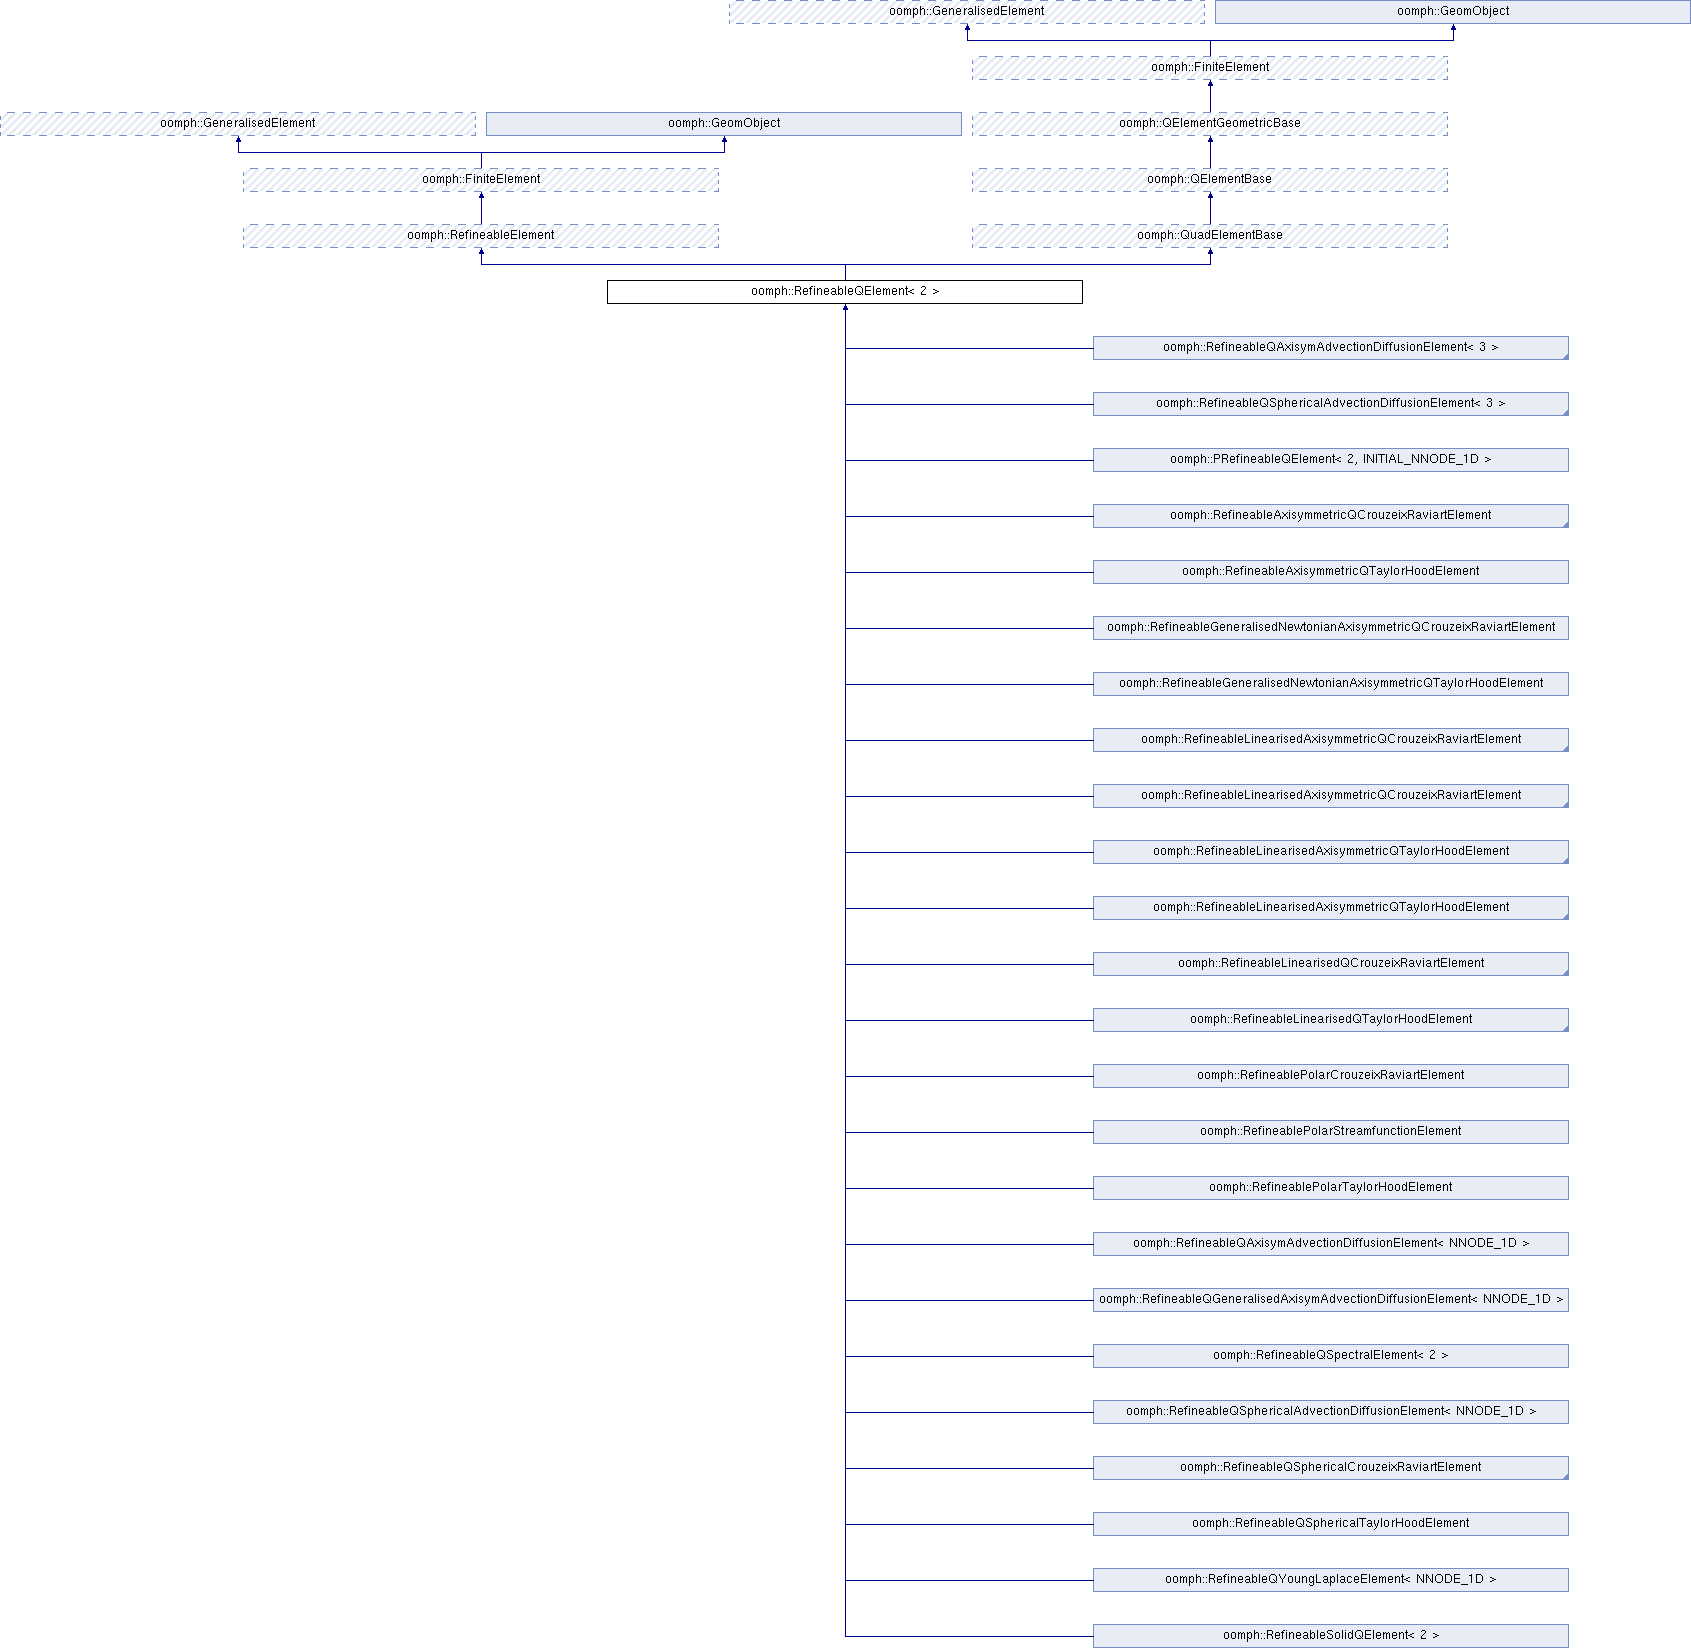 oomph::GeneralisedElement
oomph::GeomObject
oomph::FiniteElement
oomph::GeneralisedElement
oomph::GeomObject
oomph::QElementGeometricBase
oomph::FiniteElement
oomph::QElementBase
oomph::RefineableElement
oomph::QuadElementBase
oomph::RefineableQElement< 2 >
oomph::RefineableQAxisymAdvectionDiffusionElement< 3 >
oomph::RefineableQSphericalAdvectionDiffusionElement< 3 >
oomph::PRefineableQElement< 2, INITIAL_NNODE_1D >
oomph::RefineableAxisymmetricQCrouzeixRaviartElement
oomph::RefineableAxisymmetricQTaylorHoodElement
oomph::RefineableGeneralisedNewtonianAxisymmetricQCrouzeixRaviartElement
oomph::RefineableGeneralisedNewtonianAxisymmetricQTaylorHoodElement
oomph::RefineableLinearisedAxisymmetricQCrouzeixRaviartElement
oomph::RefineableLinearisedAxisymmetricQCrouzeixRaviartElement
oomph::RefineableLinearisedAxisymmetricQTaylorHoodElement
oomph::RefineableLinearisedAxisymmetricQTaylorHoodElement
oomph::RefineableLinearisedQCrouzeixRaviartElement
oomph::RefineableLinearisedQTaylorHoodElement
oomph::RefineablePolarCrouzeixRaviartElement
oomph::RefineablePolarStreamfunctionElement
oomph::RefineablePolarTaylorHoodElement
oomph::RefineableQAxisymAdvectionDiffusionElement< NNODE_1D >
oomph::RefineableQGeneralisedAxisymAdvectionDiffusionElement< NNODE_1D >
oomph::RefineableQSpectralElement< 2 >
oomph::RefineableQSphericalAdvectionDiffusionElement< NNODE_1D >
oomph::RefineableQSphericalCrouzeixRaviartElement
oomph::RefineableQSphericalTaylorHoodElement
oomph::RefineableQYoungLaplaceElement< NNODE_1D >
oomph::RefineableSolidQElement< 2 >